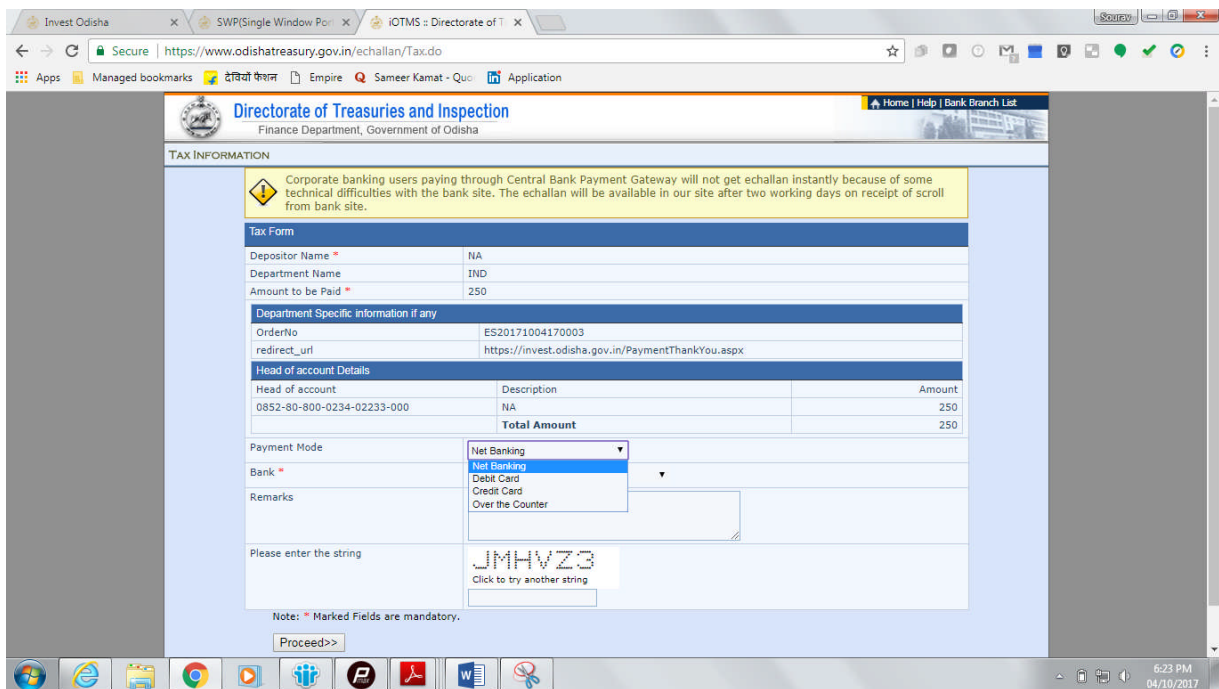 Invest Odisha
SWP(Single Window Por
iOTMS :: Directorate of T
Sourav
Secure | https://www.odishatreasury.gov.in/echallan/Tax.do
Apps Managed bookmarks देवियों फैशन Empire Sameer Kamat - Quo Application
Directorate of Treasuries and Inspection
Finance Department, Government of Odisha
Home | Help | Bank Branch List
TAX INFORMATION
Corporate banking users paying through Central Bank Payment Gateway will not get echallan instantly because of some
technical difficulties with the bank site. The echallan will be available in our site after two working days on receipt of scroll
from bank site.
Tax Form
Depositor Name * NA
Department Name IND
Amount to be Paid * 250
Department Specific information if any
OrderNo ES20171004170003
redirect_url https://invest.odisha.gov.in/PaymentThankYou.aspx
Head of account Details
Head of account Description Amount
0852-80-800-0234-02233-000 NA 250
Total Amount 250
Payment Mode Net Banking
Net Banking
Bank *
Debit Card
Credit Card
Remarks
Over the Counter
Please enter the string JMHVZ3
Click to try another string
Note: * Marked Fields are mandatory.
Proceed>>
6:23 PM
04/10/2017